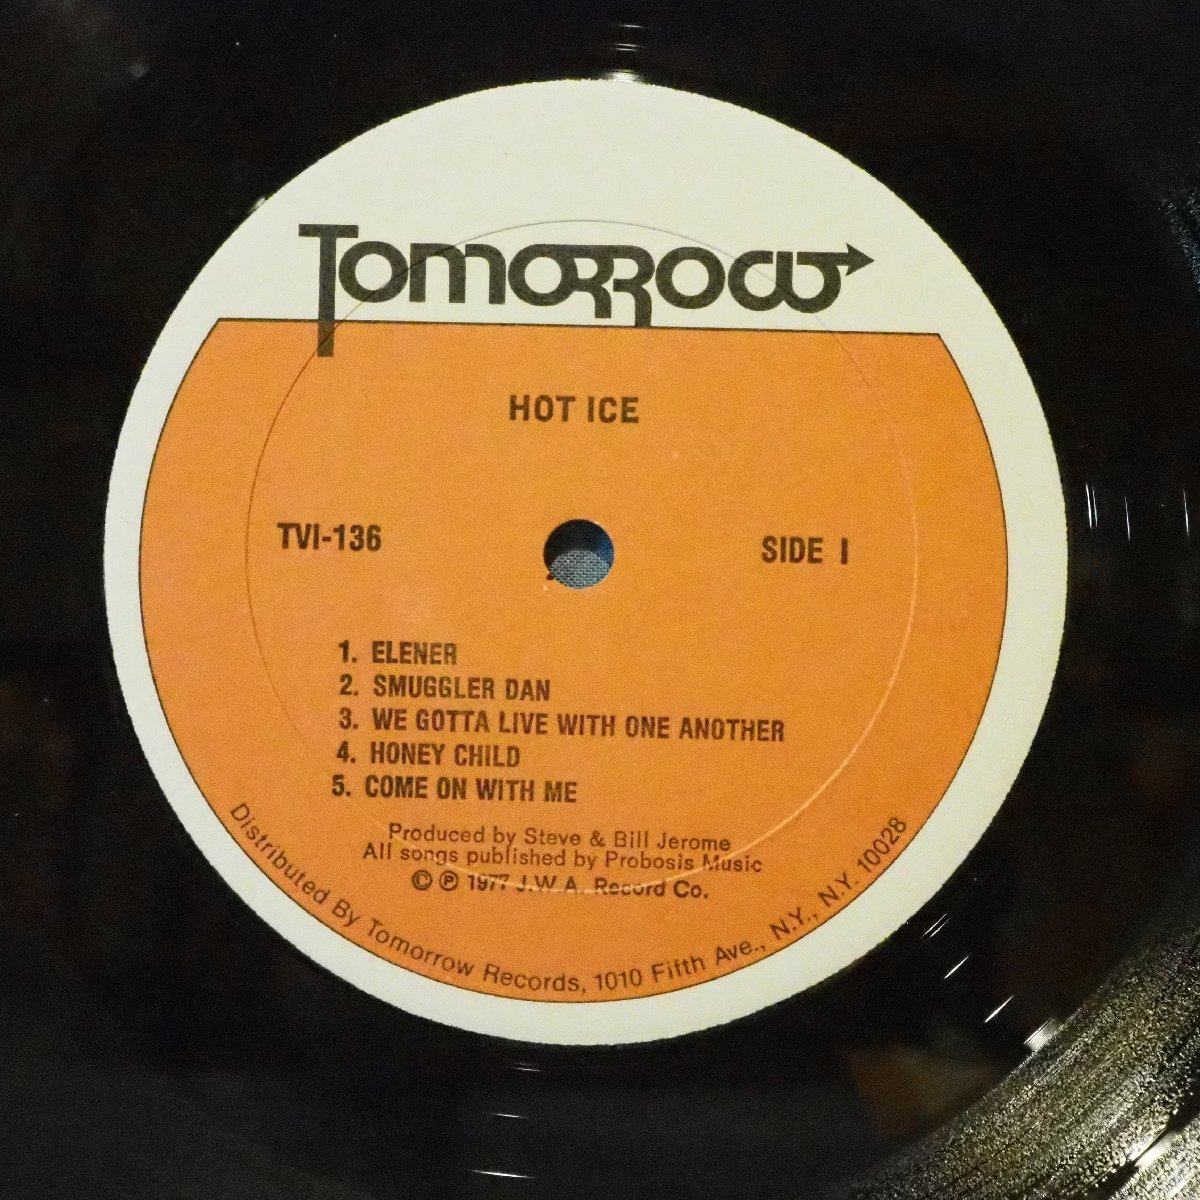 Tomorrow
HOT ICE
TVI-136
SIDE I
1. ELENER
2. SMUGGLER DAN
3. WE GOTTA LIVE WITH ONE ANOTHER
4. HONEY CHILD
5. COME ON WITH ME
Produced by Steve & Bill Jerome
All songs published by Probosis Music
© ℗ 1977 J.W.A. Record Co.
Distributed By Tomorrow Records, 1010 Fifth Ave., N.Y., N.Y. 10028